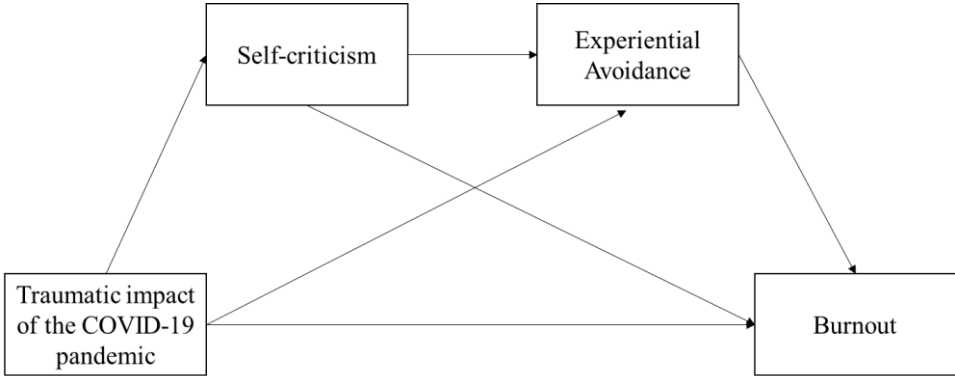 Self-criticism
Experiential
Avoidance
Traumatic impact
of the COVID-19
pandemic
Burnout